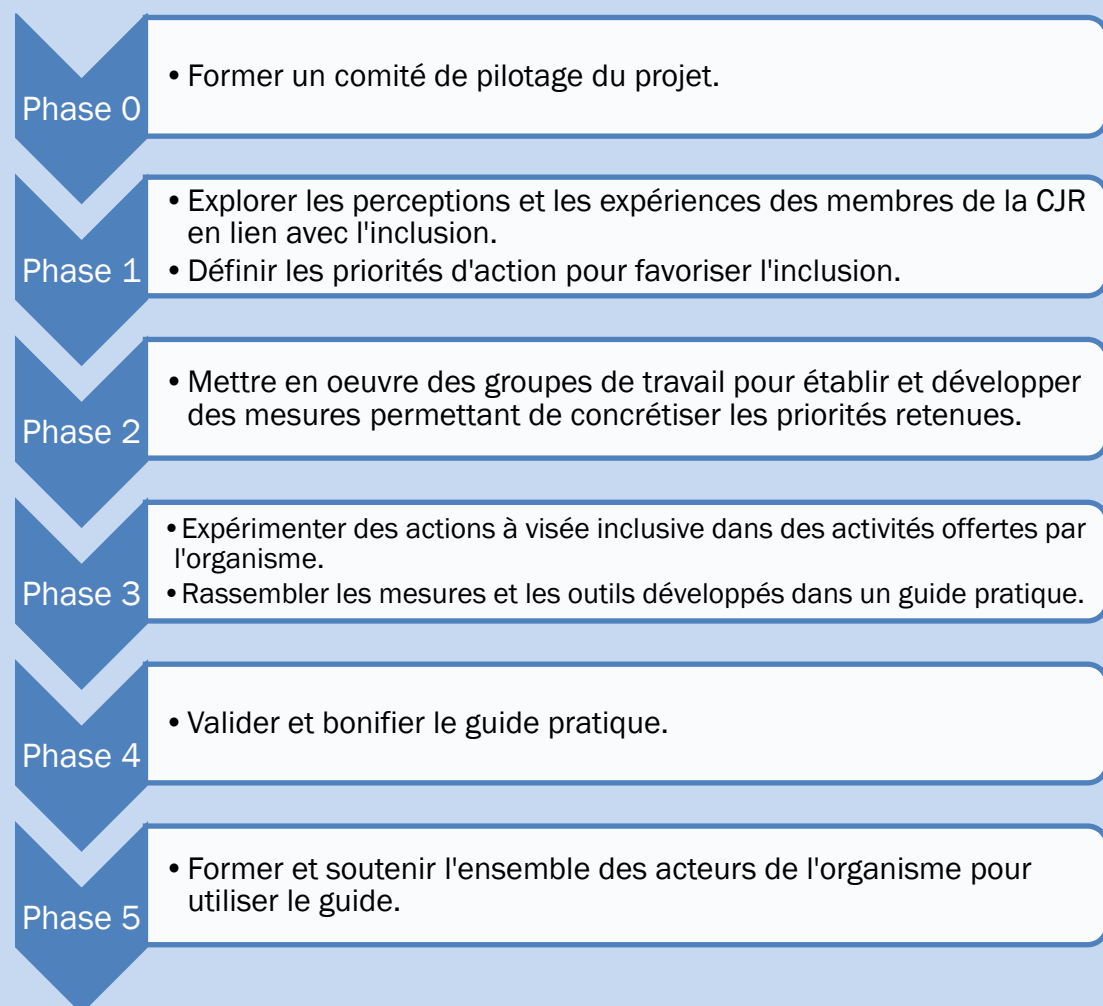 Phase 0
• Former un comité de pilotage du projet.
Phase 1
• Explorer les perceptions et les expériences des membres de la CJR
en lien avec l'inclusion.
• Définir les priorités d'action pour favoriser l'inclusion.
Phase 2
• Mettre en oeuvre des groupes de travail pour établir et développer
des mesures permettant de concrétiser les priorités retenues.
Phase 3
• Expérimenter des actions à visée inclusive dans des activités offertes par
l'organisme.
• Rassembler les mesures et les outils développés dans un guide pratique.
Phase 4
• Valider et bonifier le guide pratique.
Phase 5
• Former et soutenir l'ensemble des acteurs de l'organisme pour
utiliser le guide.